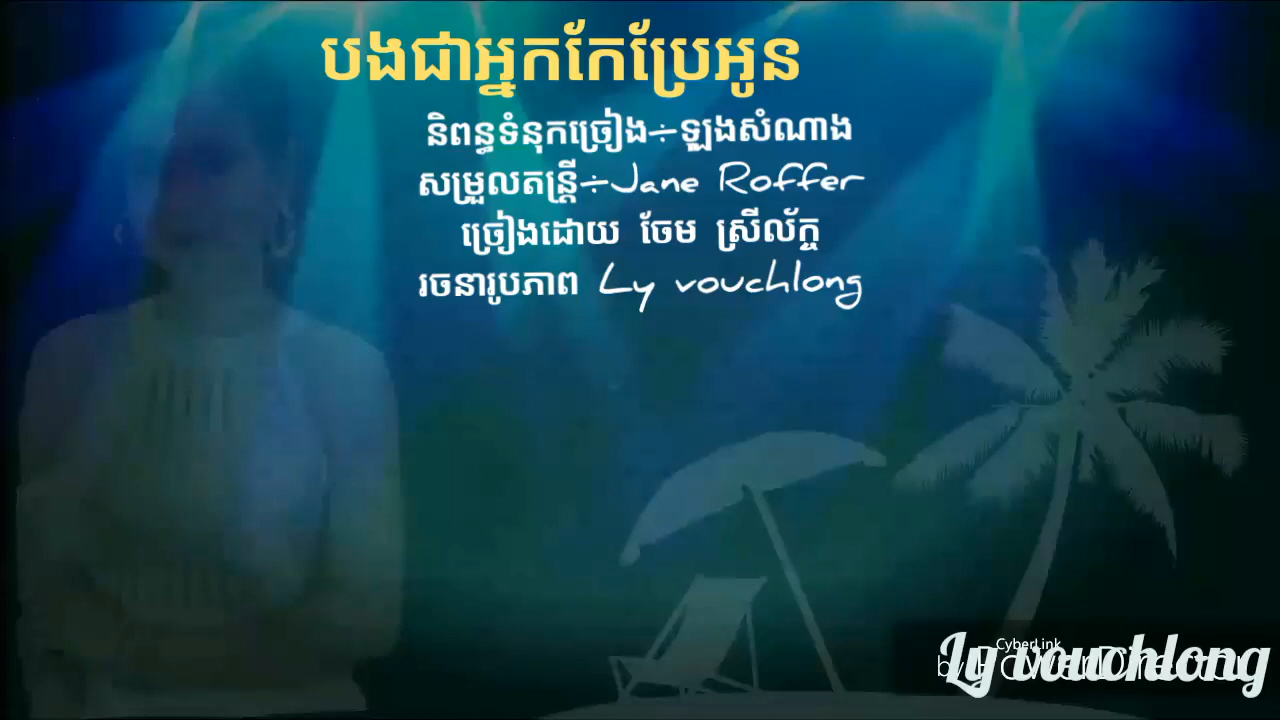 បងជាអ្នកកែប្រែអូន
និពន្ធទំនុកច្រៀង÷ឡុងសំណាង
សម្រួលតន្ត្រី÷Jane Roffer
ច្រៀងដោយ ចែម ស្រីល័ក្ខ
រចនារូបភាព Ly vouchlong
CyberLink
by PowerDirector
Ly vouchlong